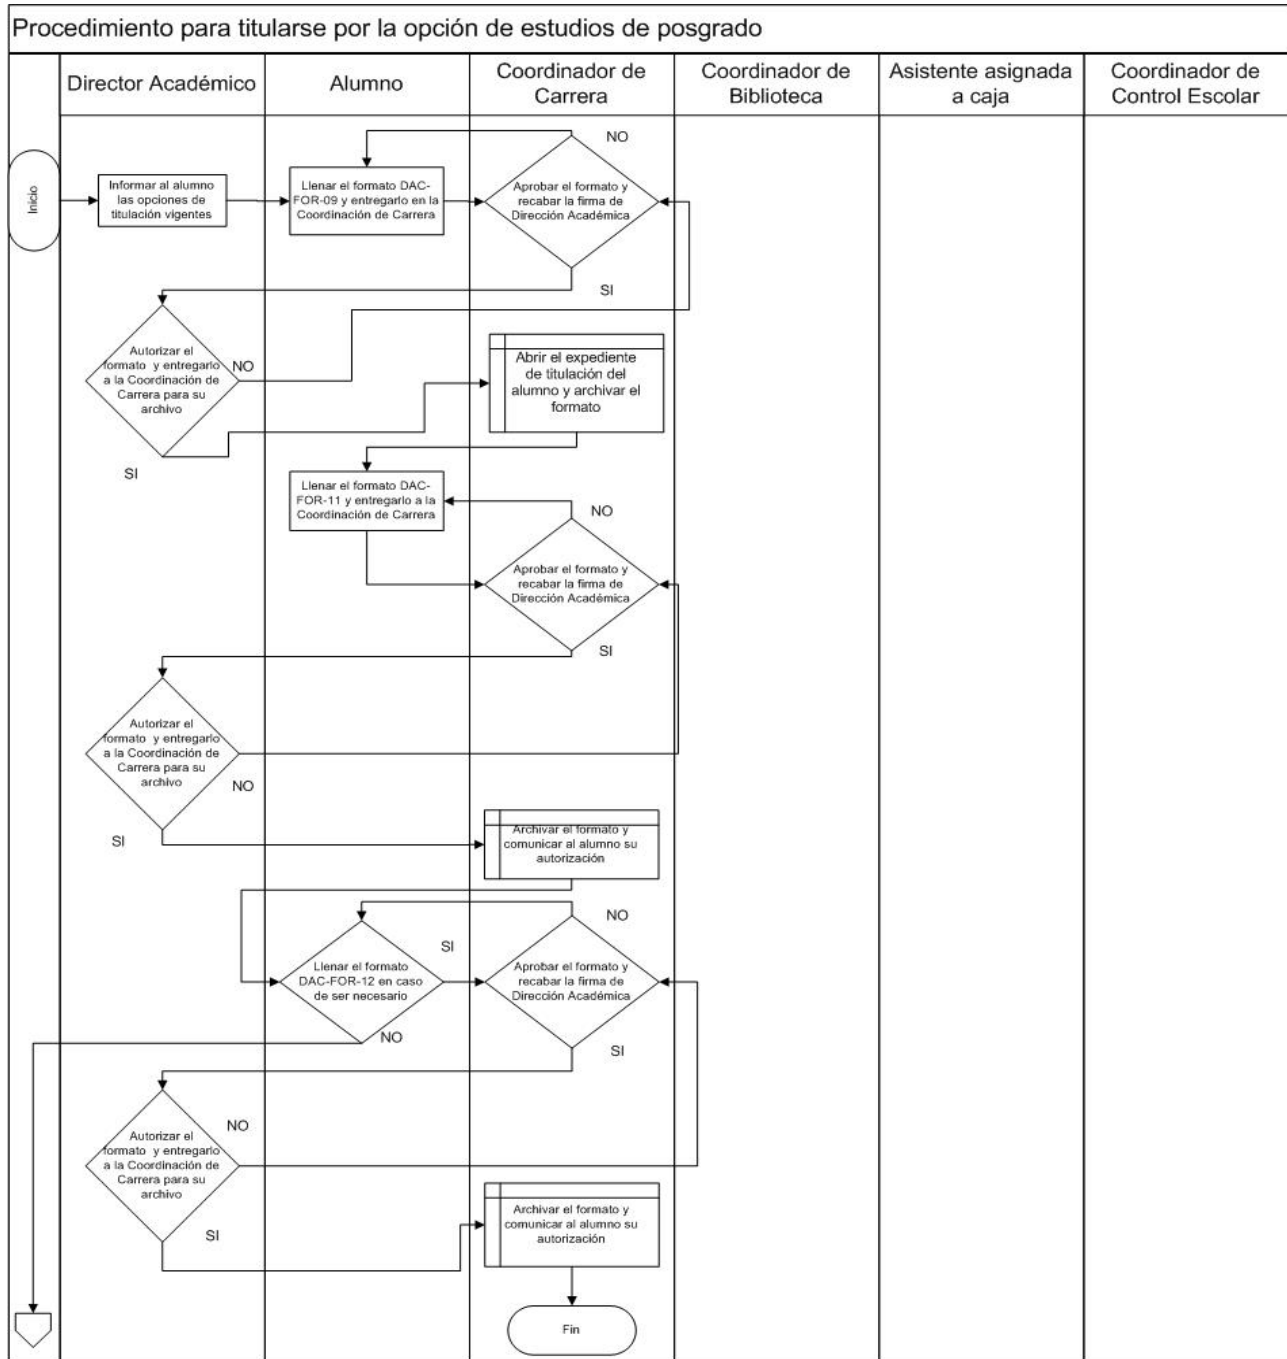 Procedimiento para titularse por la opción de estudios de posgrado
Director Académico
Alumno
Coordinador de
Carrera
Coordinador de
Biblioteca
Asistente asignada
a caja
Coordinador de
Control Escolar
Inicio
Informar al alumno
las opciones de
titulación vigentes
Llenar el formato DAC-
FOR-09 y entregarlo en la
Coordinación de Carrera
NO
Aprobar el formato y
recabar la firma de
Dirección Académica
SI
Autorizar el
formato y entregarlo
a la Coordinación de
Carrera para su
archivo
NO
SI
Abrir el expediente
de titulación del
alumno y archivar el
formato
Llenar el formato DAC-
FOR-11 y entregarlo a la
Coordinación de Carrera
NO
Aprobar el formato y
recabar la firma de
Dirección Académica
SI
Autorizar el
formato y entregarlo
a la Coordinación de
Carrera para su
archivo
NO
SI
Archivar el formato y
comunicar al alumno su
autorización
Llenar el formato
DAC-FOR-12 en caso
de ser necesario
SI
NO
NO
Aprobar el formato y
recabar la firma de
Dirección Académica
SI
Autorizar el
formato y entregarlo
a la Coordinación de
Carrera para su
archivo
NO
SI
Archivar el formato y
comunicar al alumno su
autorización
Fin